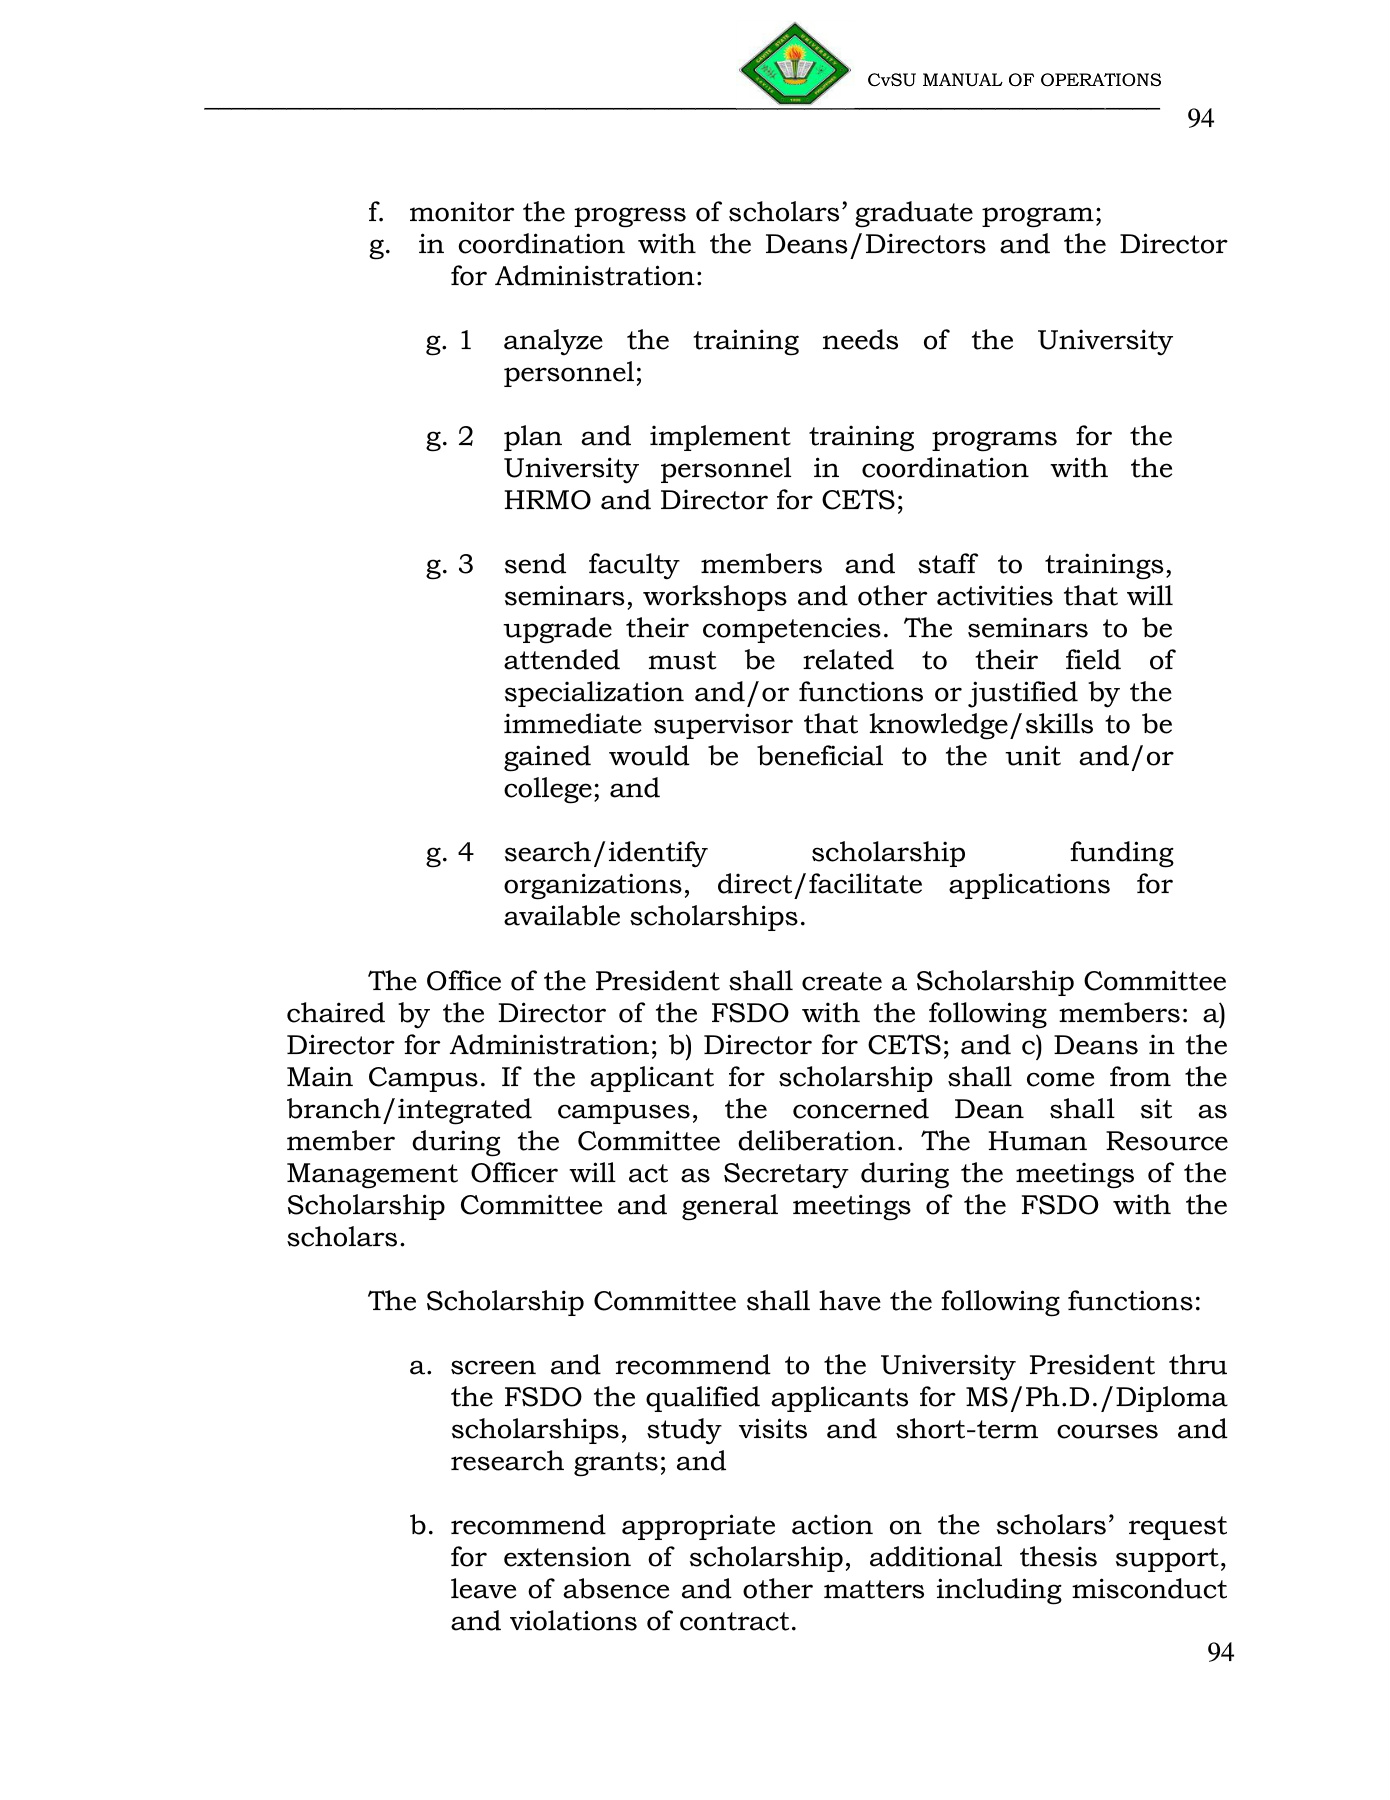 CvSU MANUAL OF OPERATIONS
94
f. monitor the progress of scholars’ graduate program;
g. in coordination with the Deans/Directors and the Director
for Administration:
g. 1 analyze the training needs of the University
personnel;
g. 2 plan and implement training programs for the
University personnel in coordination with the
HRMO and Director for CETS;
g. 3 send faculty members and staff to trainings,
seminars, workshops and other activities that will
upgrade their competencies. The seminars to be
attended must be related to their field of
specialization and/or functions or justified by the
immediate supervisor that knowledge/skills to be
gained would be beneficial to the unit and/or
college; and
g. 4 search/identify scholarship funding
organizations, direct/facilitate applications for
available scholarships.
The Office of the President shall create a Scholarship Committee
chaired by the Director of the FSDO with the following members: a)
Director for Administration; b) Director for CETS; and c) Deans in the
Main Campus. If the applicant for scholarship shall come from the
branch/integrated campuses, the concerned Dean shall sit as
member during the Committee deliberation. The Human Resource
Management Officer will act as Secretary during the meetings of the
Scholarship Committee and general meetings of the FSDO with the
scholars.
The Scholarship Committee shall have the following functions:
a. screen and recommend to the University President thru
the FSDO the qualified applicants for MS/Ph.D./Diploma
scholarships, study visits and short-term courses and
research grants; and
b. recommend appropriate action on the scholars’ request
for extension of scholarship, additional thesis support,
leave of absence and other matters including misconduct
and violations of contract.
94